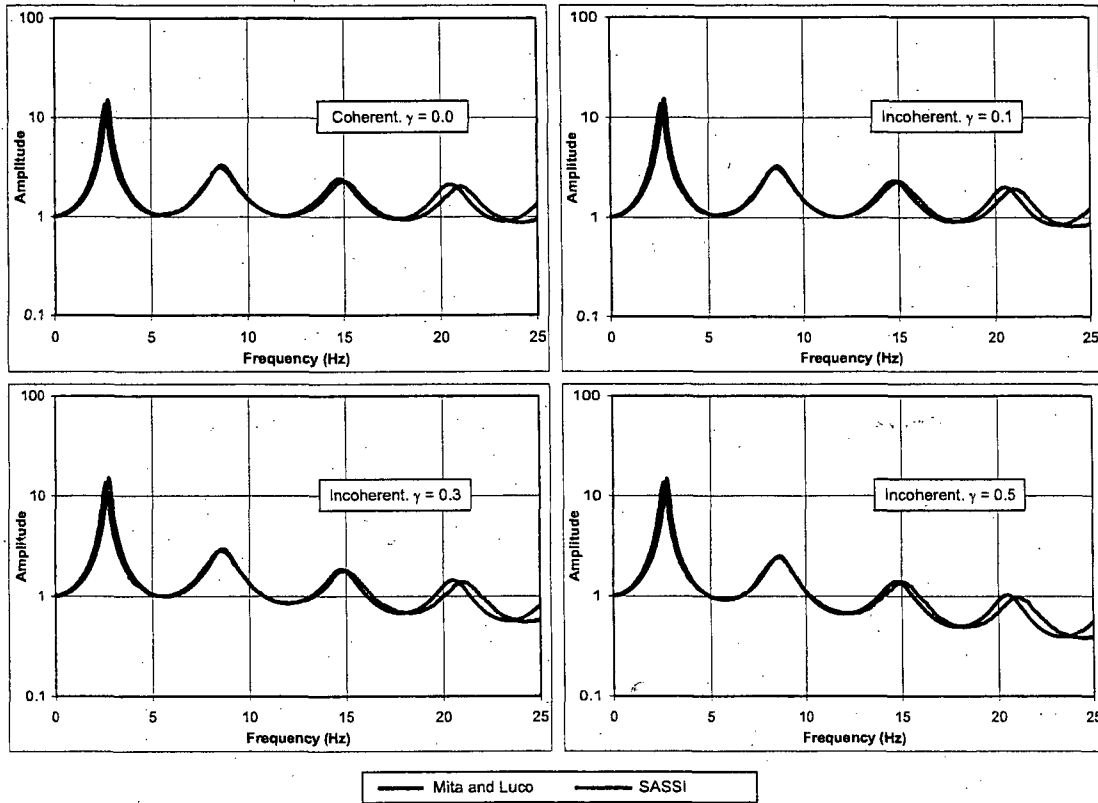 100
10
1
0.1
Amplitude
Coherent. γ = 0.0
0 5 10 15 20 25
Frequency (Hz)
100
10
1
0.1
Amplitude
Incoherent. γ = 0.1
0 5 10 15 20 25
Frequency (Hz)
100
10
1
0.1
Amplitude
Incoherent. γ = 0.3
0 5 10 15 20 25
Frequency (Hz)
100
10
1
0.1
Amplitude
Incoherent. γ = 0.5
0 5 10 15 20 25
Frequency (Hz)
Mita and Luco SASSI